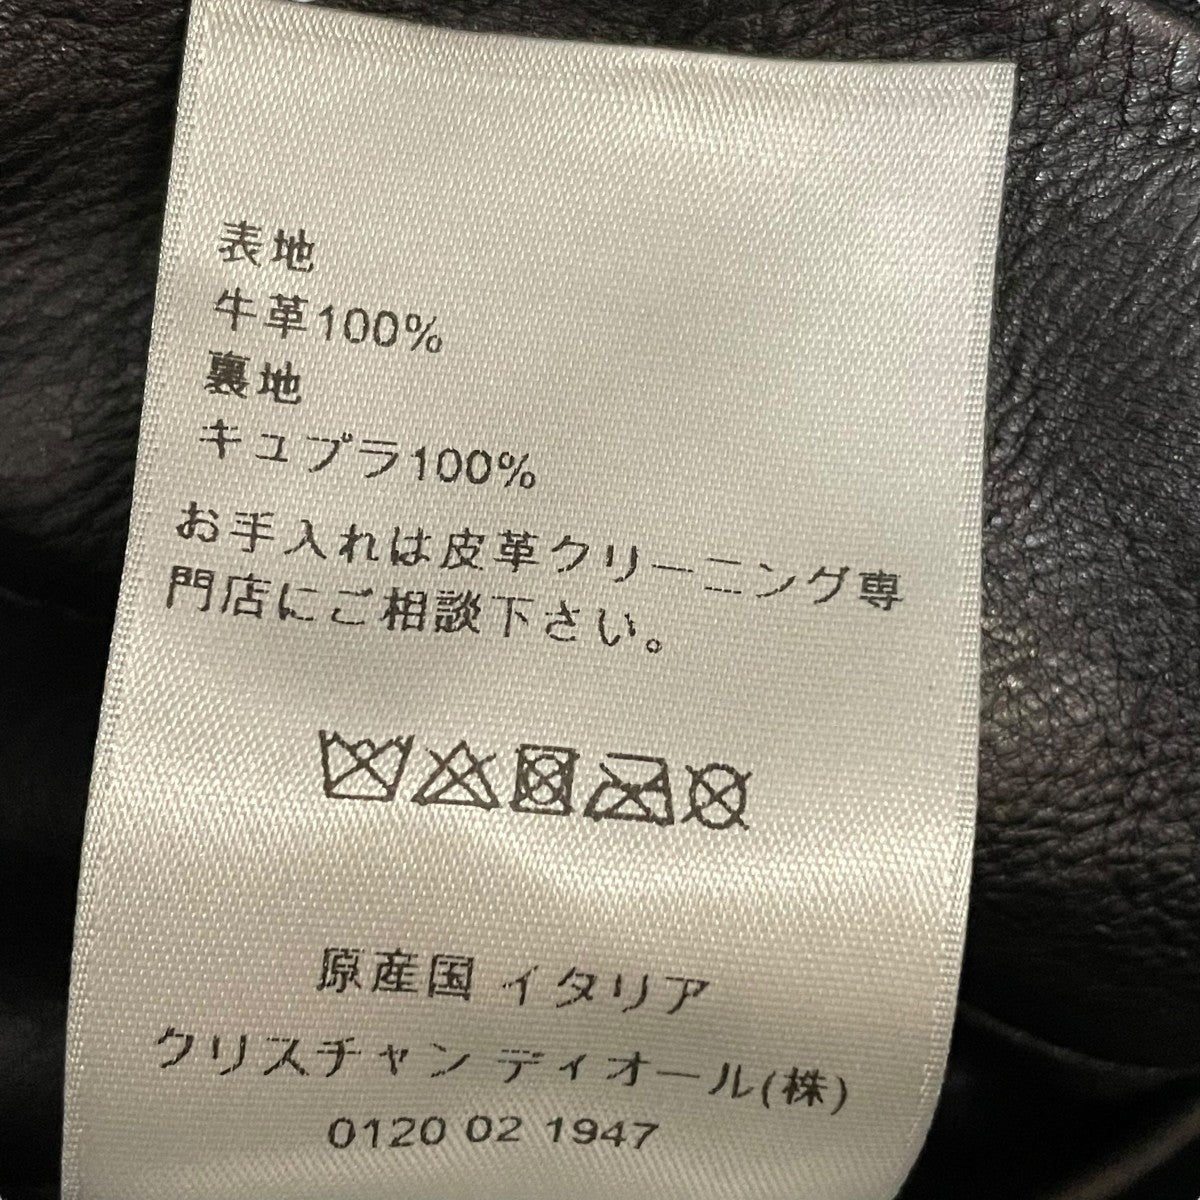 表地
牛革100%
裏地
キュプラ100%
お手入れは皮革クリーニング専
門店にご相談下さい。
原産国 イタリア
クリスチャン ディオール(株)
0120 02 1947